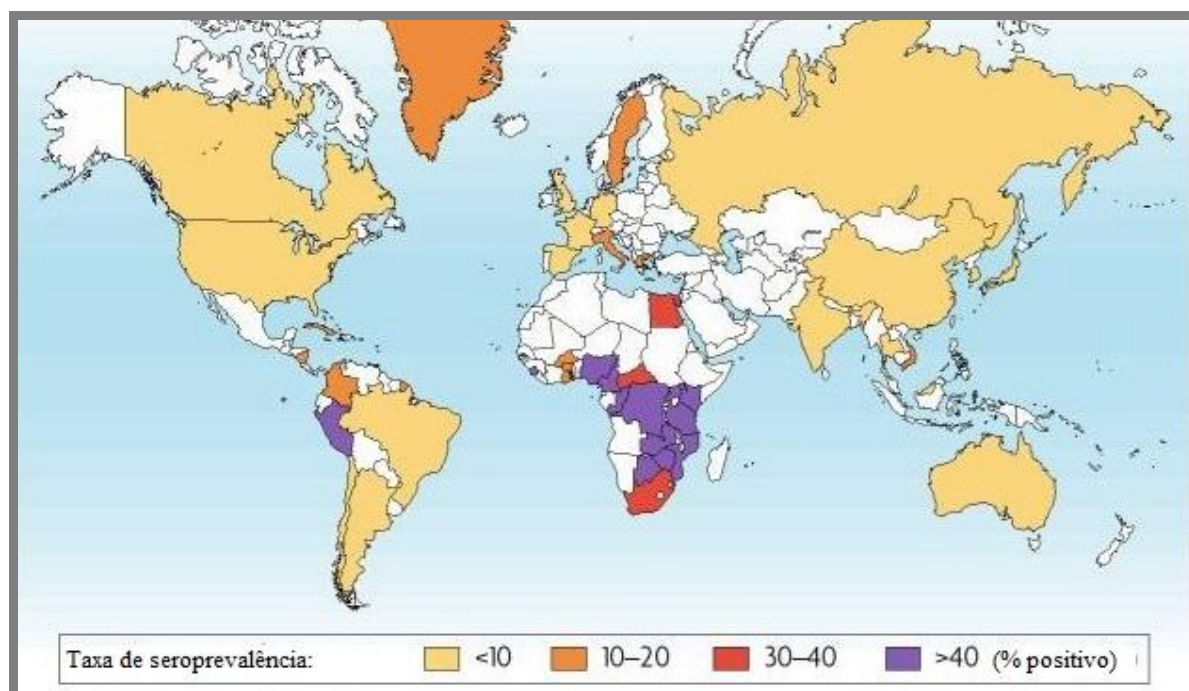 Taxa de seroprevalência: <10 10–20 30–40 >40 (% positivo)